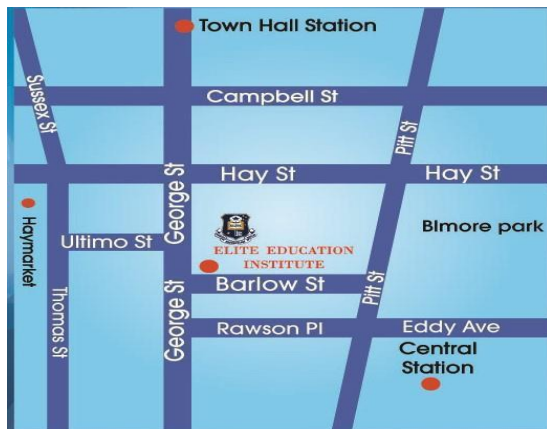 Town Hall Station
Sussex St
Campbell St
Pitt St
Hay St
Hay St
George St
Haymarket
Ultimo St
Blmore park
ELITE EDUCATION
INSTITUTE
Barlow St
Pitt St
Thomas St
George St
Rawson Pl
Eddy Ave
Central
Station